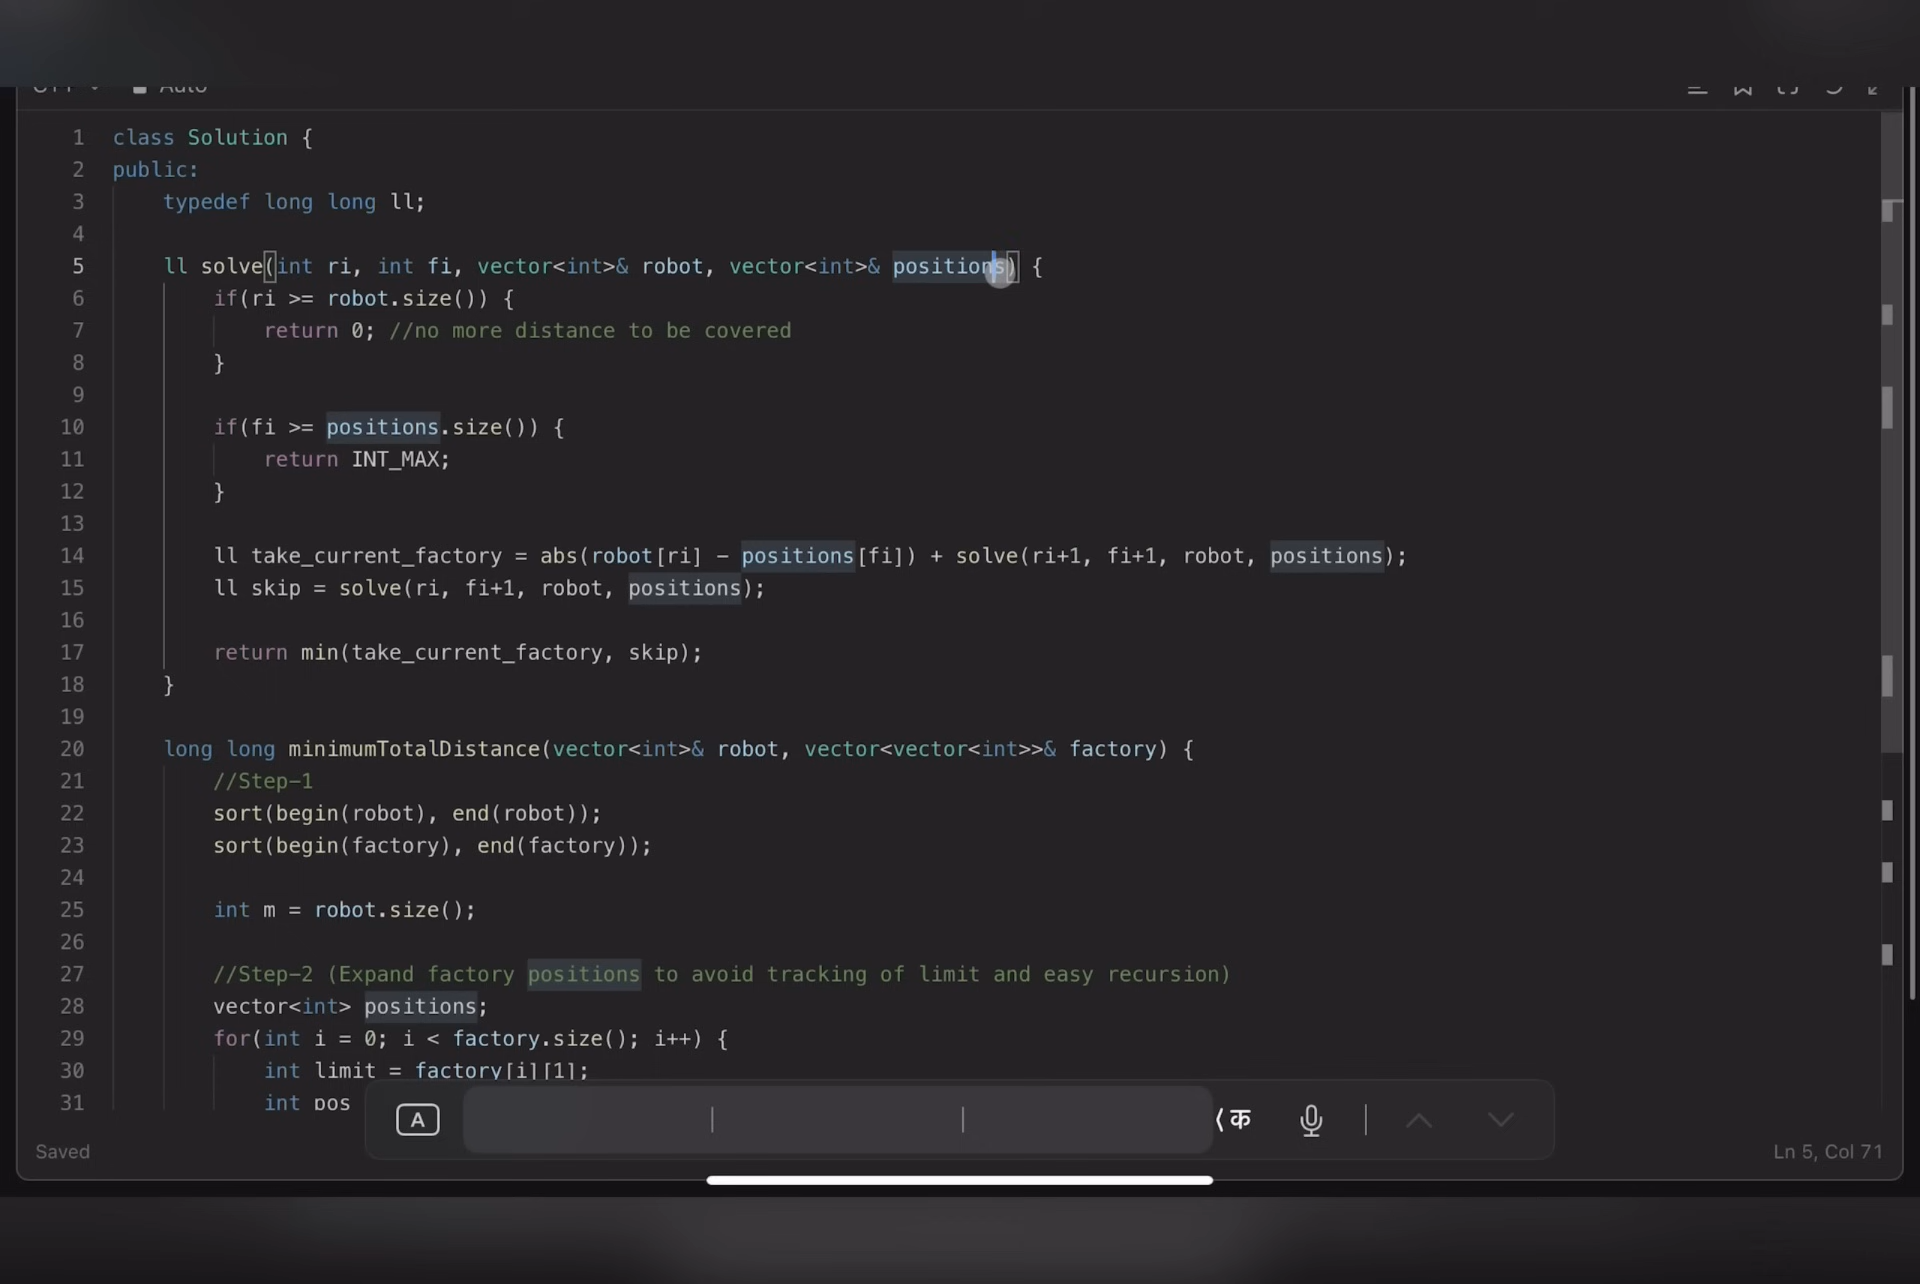 Auto
1 class Solution {
2 public:
3 typedef long long ll;
4
5 ll solve(int ri, int fi, vector<int>& robot, vector<int>& positions) {
6 if(ri >= robot.size()) {
7 return 0; //no more distance to be covered
8 }
9
10 if(fi >= positions.size()) {
11 return INT_MAX;
12 }
13
14 ll take_current_factory = abs(robot[ri] - positions[fi]) + solve(ri+1, fi+1, robot, positions);
15 ll skip = solve(ri, fi+1, robot, positions);
16
17 return min(take_current_factory, skip);
18 }
19
20 long long minimumTotalDistance(vector<int>& robot, vector<vector<int>>& factory) {
21 //Step-1
22 sort(begin(robot), end(robot));
23 sort(begin(factory), end(factory));
24
25 int m = robot.size();
26
27 //Step-2 (Expand factory positions to avoid tracking of limit and easy recursion)
28 vector<int> positions;
29 for(int i = 0; i < factory.size(); i++) {
30 int limit = factory[i][1];
31 int pos
A
⟨क
Saved
Ln 5, Col 71